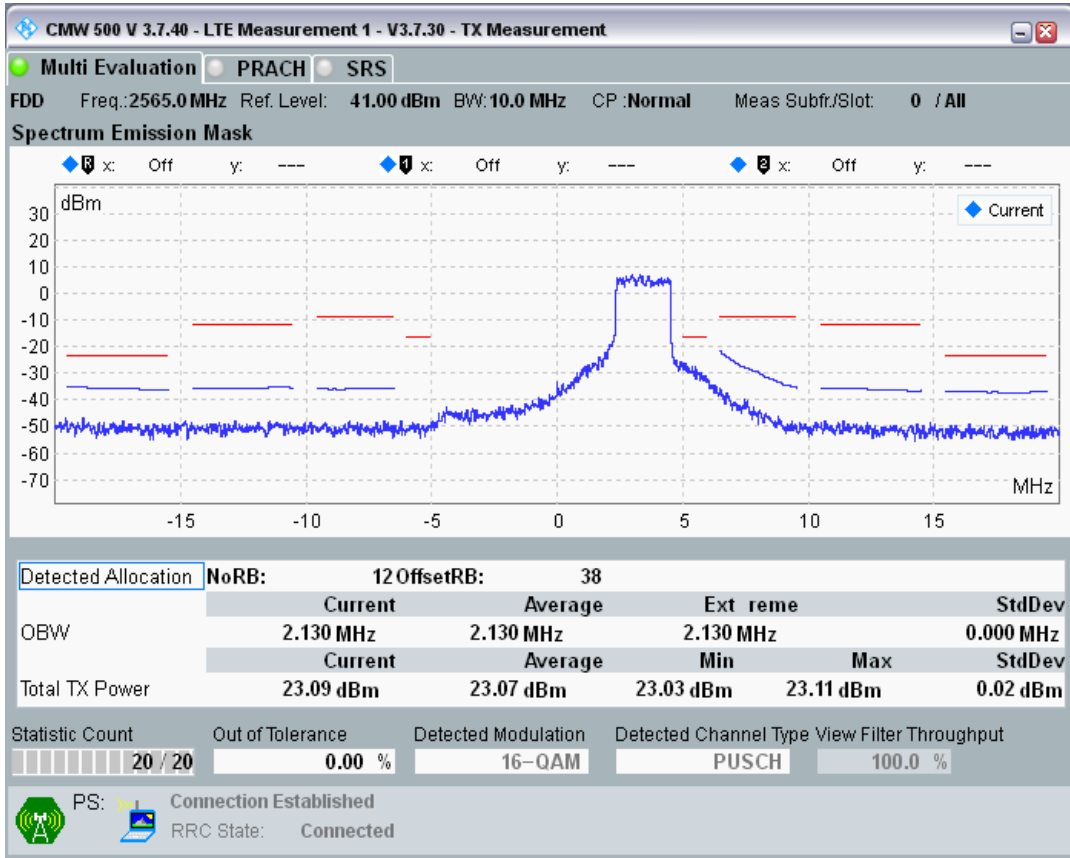 CMW 500 V 3.7.40 - LTE Measurement 1 - V3.7.30 - TX Measurement
Multi Evaluation PRACH SRS
FDD Freq.:2565.0 MHz Ref. Level: 41.00 dBm BW: 10.0 MHz CP :Normal Meas Subfr./Slot: 0 / All
Spectrum Emission Mask
R x: Off y: --- 1 x: Off y: --- 2 x: Off y: ---
dBm
Current
30
20
10
0
-10
-20
-30
-40
-50
-60
-70
MHz
-15 -10 -5 0 5 10 15
Detected Allocation NoRB: 12 OffsetRB: 38
Current Average Ext reme StdDev
OBW 2.130 MHz 2.130 MHz 2.130 MHz 0.000 MHz
Current Average Min Max StdDev
Total TX Power 23.09 dBm 23.07 dBm 23.03 dBm 23.11 dBm 0.02 dBm
Statistic Count Out of Tolerance Detected Modulation Detected Channel Type View Filter Throughput
20 / 20 0.00 % 16-QAM PUSCH 100.0 %
PS: Connection Established
RRC State: Connected